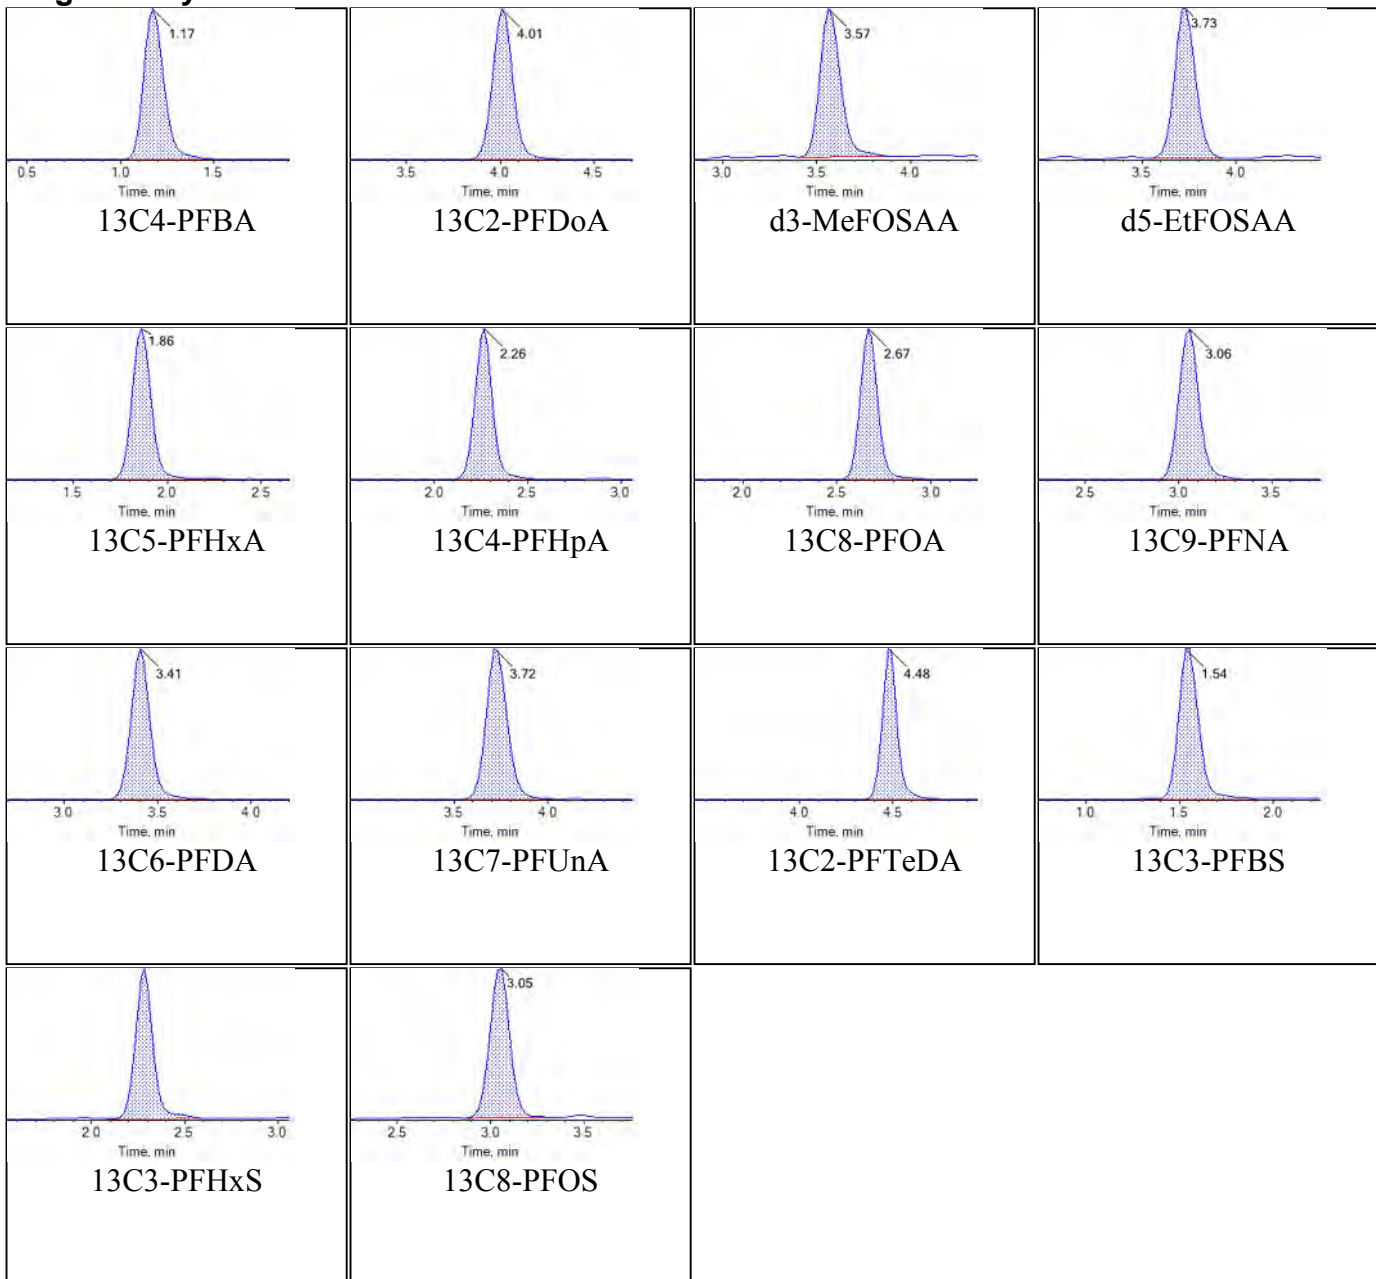 1.17
0.5 1.0 1.5
Time, min
13C4-PFBA
4.01
3.5 4.0 4.5
Time, min
13C2-PFDoA
3.57
3.0 3.5 4.0
Time, min
d3-MeFOSAA
3.73
3.5 4.0
Time, min
d5-EtFOSAA
1.86
1.5 2.0 2.5
Time, min
13C5-PFHxA
2.26
2.0 2.5 3.0
Time, min
13C4-PFHpA
2.67
2.0 2.5 3.0
Time, min
13C8-PFOA
3.06
2.5 3.0 3.5
Time, min
13C9-PFNA
3.41
3.0 3.5 4.0
Time, min
13C6-PFDA
3.72
3.5 4.0
Time, min
13C7-PFUnA
4.48
4.0 4.5
Time, min
13C2-PFTeDA
1.54
1.0 1.5 2.0
Time, min
13C3-PFBS
2.0 2.5 3.0
Time, min
13C3-PFHxS
3.05
2.5 3.0 3.5
Time, min
13C8-PFOS